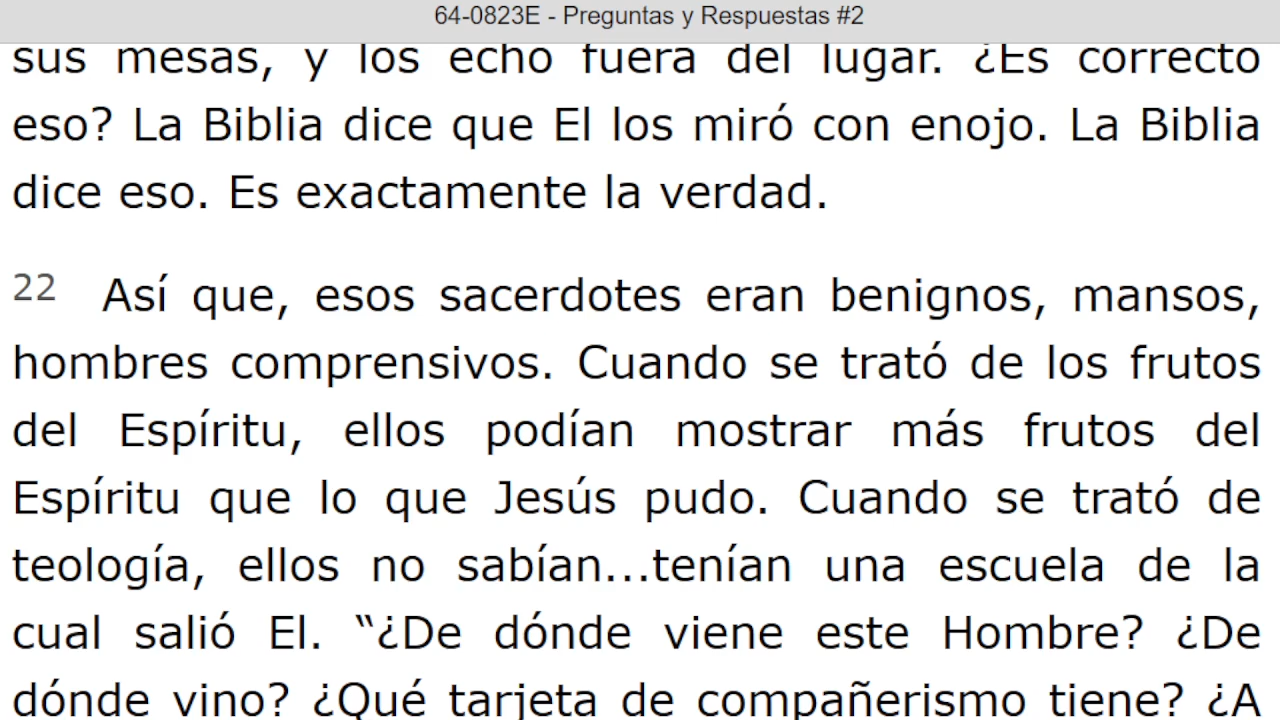 64-0823E - Preguntas y Respuestas #2
sus mesas, y los echó fuera del lugar. ¿Es correcto
eso? La Biblia dice que El los miró con enojo. La Biblia
dice eso. Es exactamente la verdad.
22 Así que, esos sacerdotes eran benignos, mansos,
hombres comprensivos. Cuando se trató de los frutos
del Espíritu, ellos podían mostrar más frutos del
Espíritu que lo que Jesús pudo. Cuando se trató de
teología, ellos no sabían...tenían una escuela de la
cual salió El. “¿De dónde viene este Hombre? ¿De
dónde vino? ¿Qué tarjeta de compañerismo tiene? ¿A